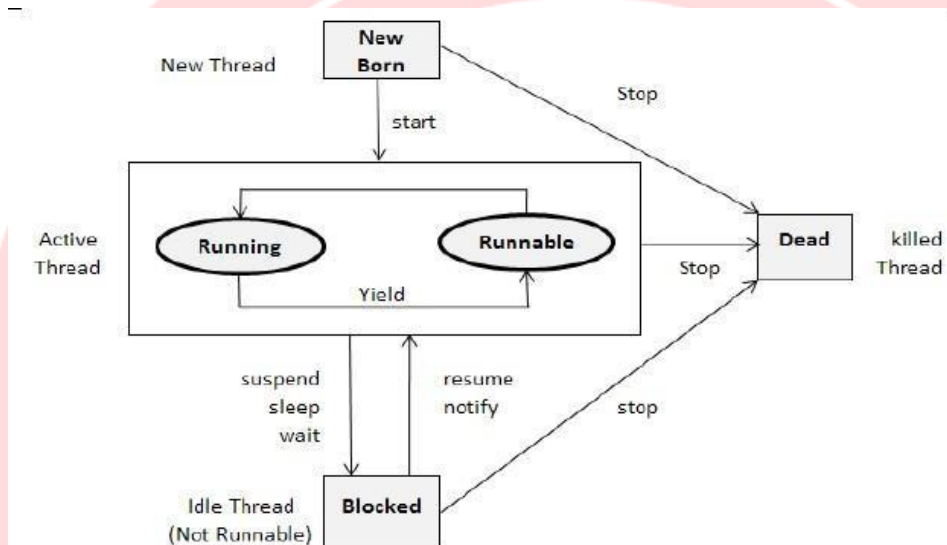 New
Born
New Thread
Stop
start
Running
Runnable
Active
Thread
Dead
killed
Thread
Stop
Yield
suspend
sleep
wait
resume
notify
stop
Idle Thread
(Not Runnable)
Blocked